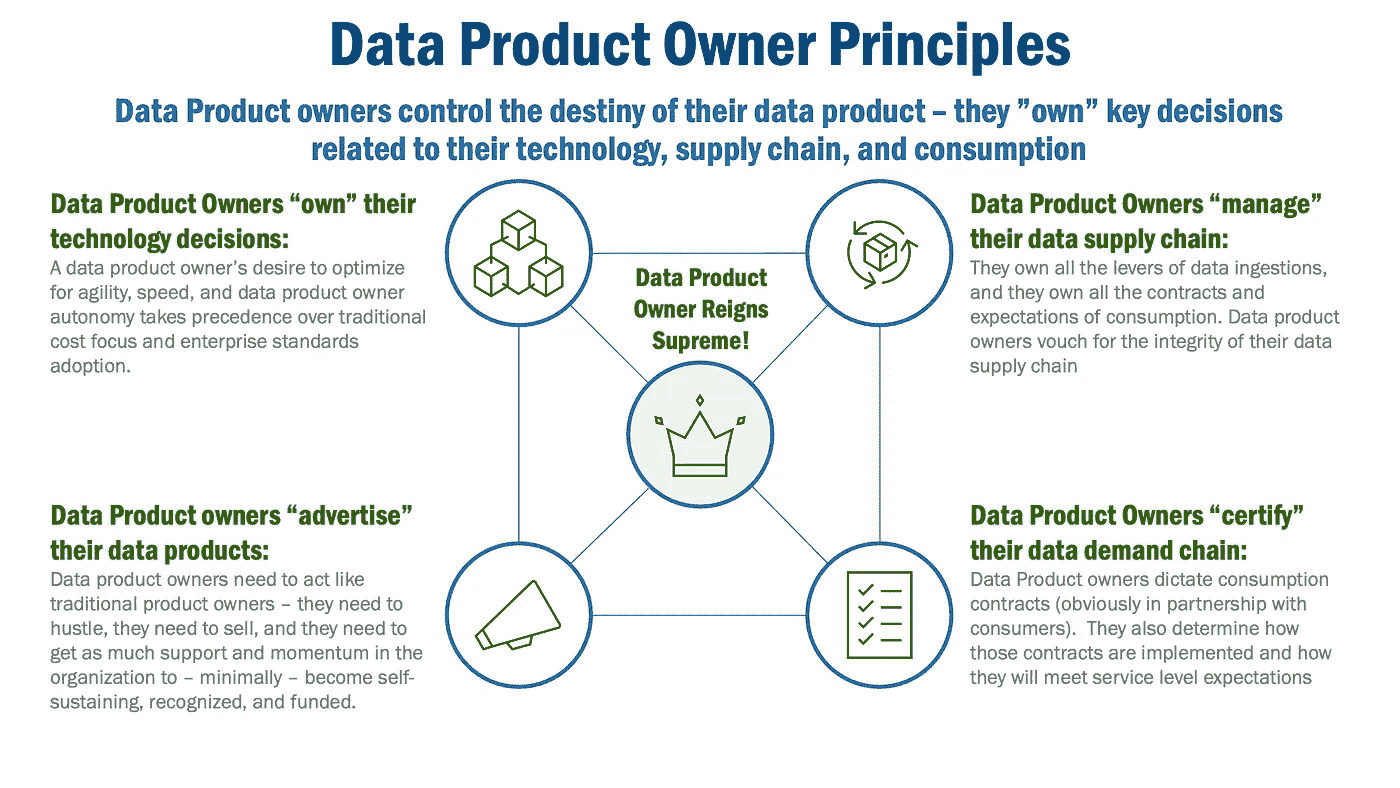 Data Product Owner Principles
Data Product owners control the destiny of their data product – they ”own” key decisions
related to their technology, supply chain, and consumption
Data Product Owners “own” their
technology decisions:
A data product owner’s desire to optimize
for agility, speed, and data product owner
autonomy takes precedence over traditional
cost focus and enterprise standards
adoption.
Data Product
Owner Reigns
Supreme!
Data Product Owners “manage”
their data supply chain:
They own all the levers of data ingestions,
and they own all the contracts and
expectations of consumption. Data product
owners vouch for the integrity of their data
supply chain
Data Product owners “advertise”
their data products:
Data product owners need to act like
traditional product owners – they need to
hustle, they need to sell, and they need to
get as much support and momentum in the
organization to – minimally – become self-
sustaining, recognized, and funded.
Data Product Owners “certify”
their data demand chain:
Data Product owners dictate consumption
contracts (obviously in partnership with
consumers).  They also determine how
those contracts are implemented and how
they will meet service level expectations